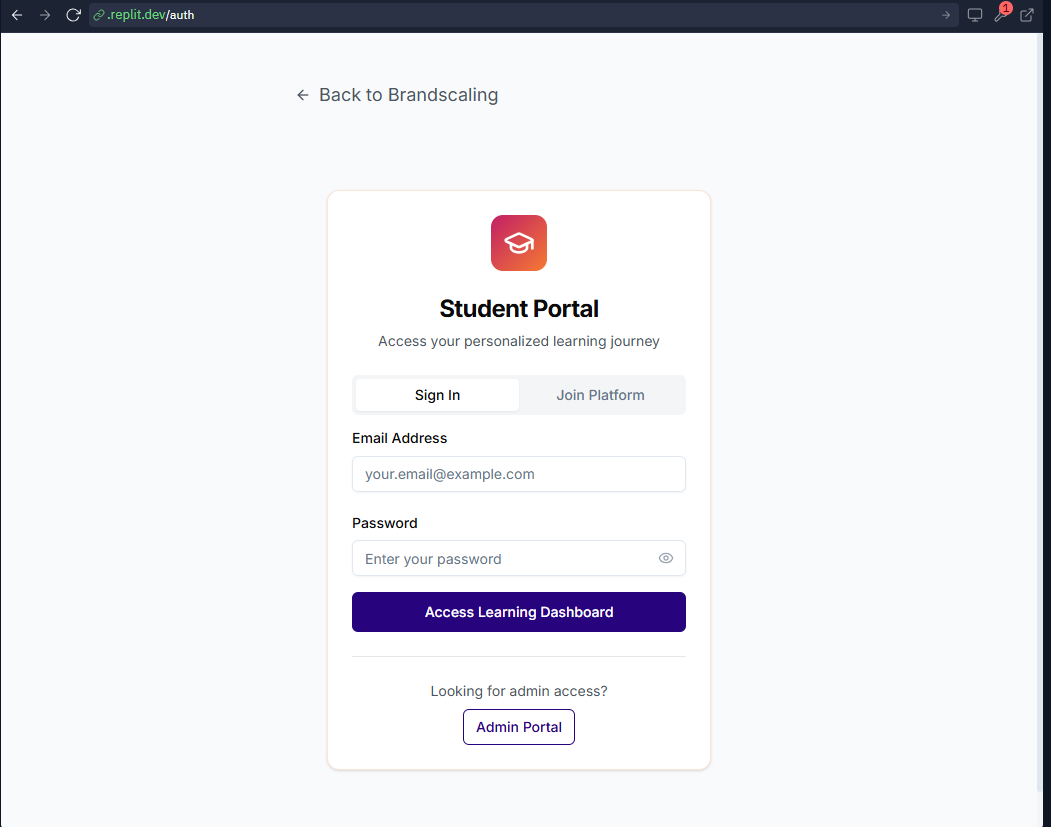 .replit.dev/auth
1
Back to Brandscaling
Student Portal
Access your personalized learning journey
Sign In
Join Platform
Email Address
your.email@example.com
Password
Enter your password
Access Learning Dashboard
Looking for admin access?
Admin Portal